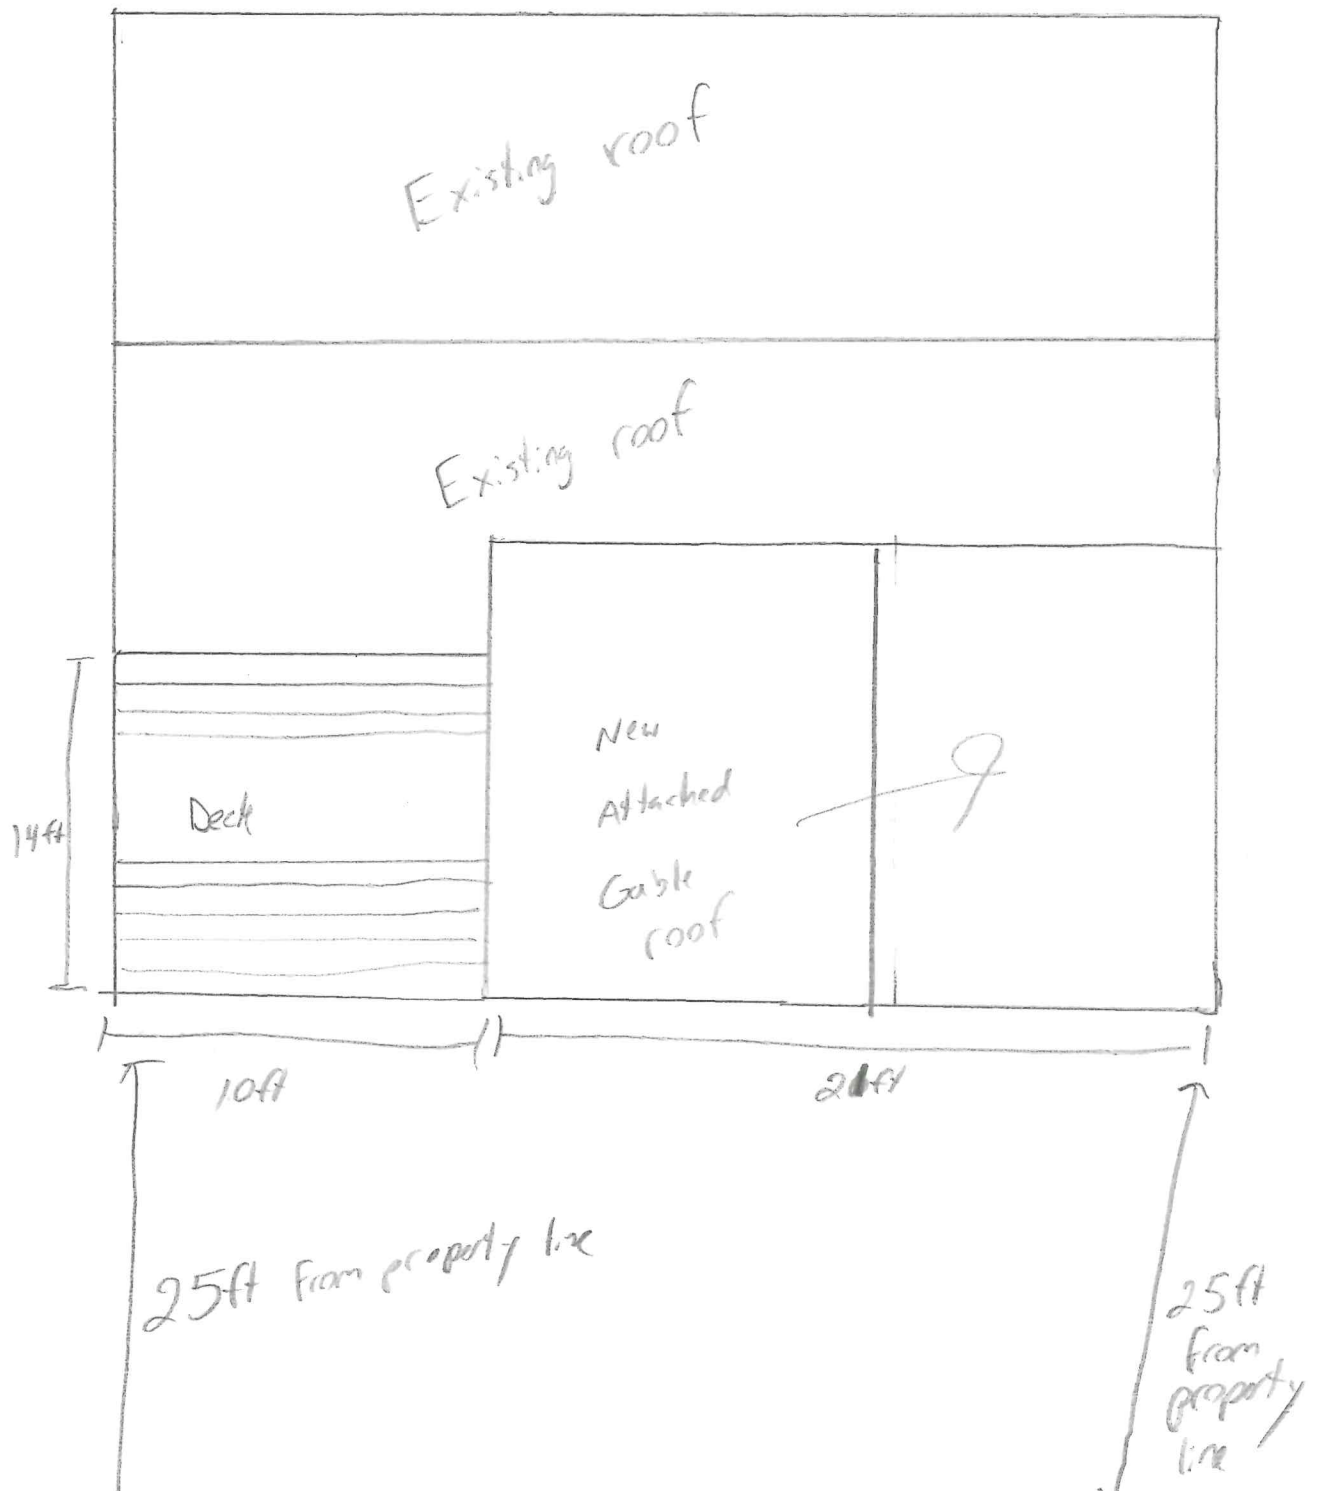 Existing roof
Existing roof
New
Attached
Gable
roof
Deck
14ft
10ft
21ft
25ft From property line
25ft
From
property
line